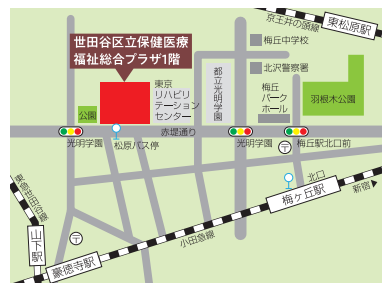 京王井の頭線
東松原駅
世田谷区立保健医療
福祉総合プラザ1階
梅丘中学校
北沢警察署
東京
リハビリ
テーション
センター
都立光明学園
梅丘
パーク
ホール
羽根木公園
公園
赤堤通り
光明学園
松原バス停
光明学園
梅丘駅北口前
〒
北口
新宿▶
梅ヶ丘駅
東急世田谷線
山下駅
〒
小田急線
豪徳寺駅